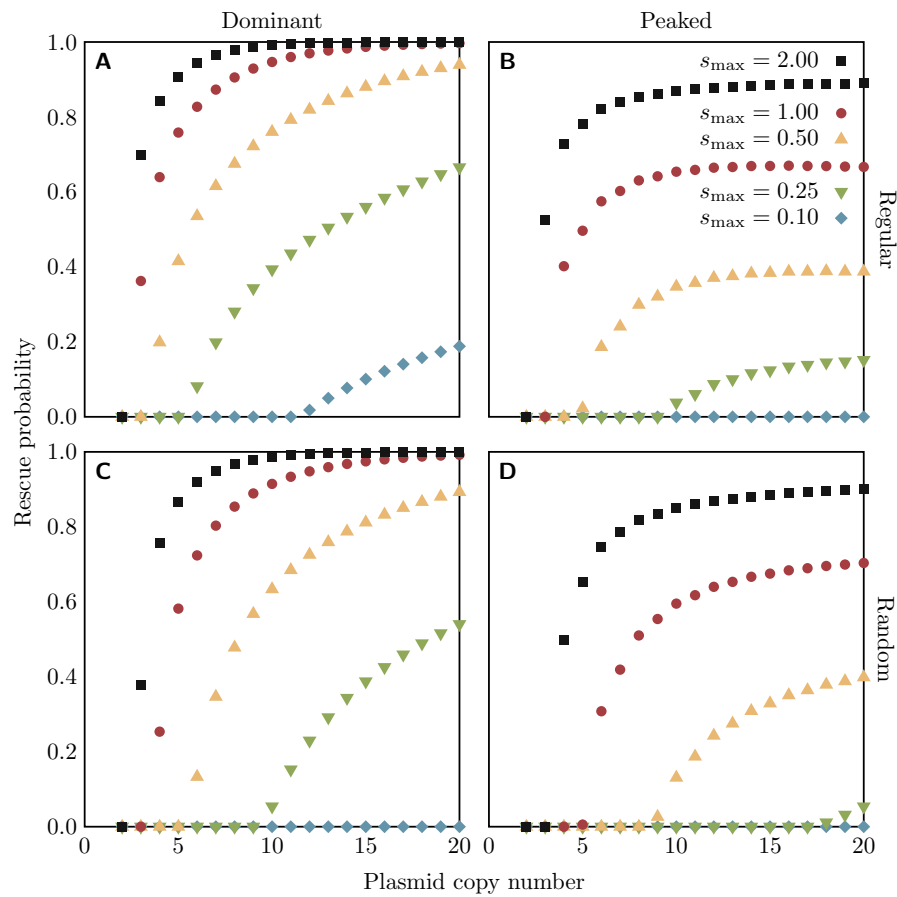 Dominant
Peaked
A
B
s_max = 2.00
s_max = 1.00
s_max = 0.50
s_max = 0.25
s_max = 0.10
1.0
0.8
0.6
0.4
0.2
0.0
Regular
Rescue probability
C
D
1.0
0.8
0.6
0.4
0.2
0.0
Random
0 5 10 15 20
0 5 10 15 20
Plasmid copy number